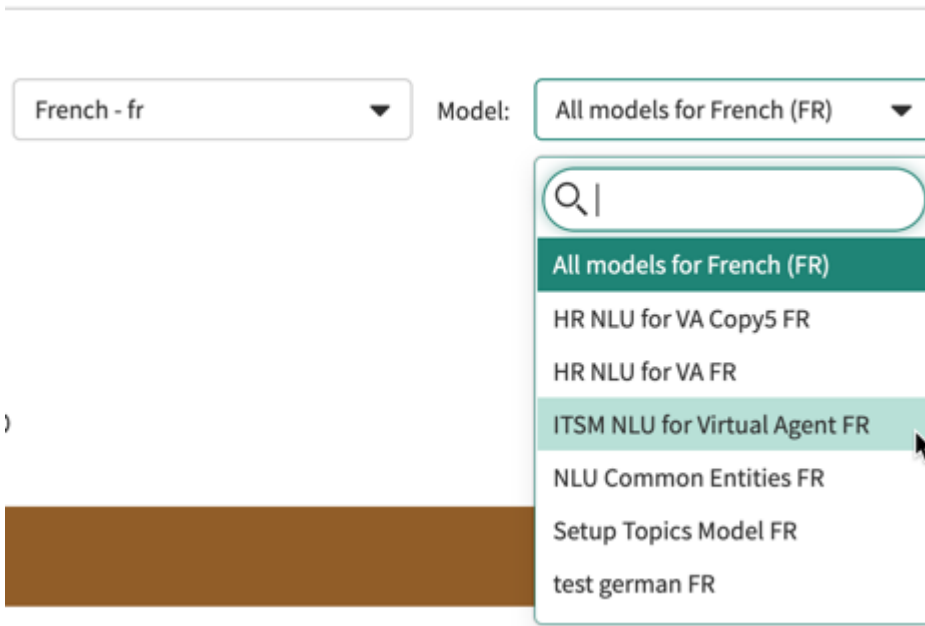 French - fr
Model:
All models for French (FR)
All models for French (FR)
HR NLU for VA Copy5 FR
HR NLU for VA FR
ITSM NLU for Virtual Agent FR
NLU Common Entities FR
Setup Topics Model FR
test german FR